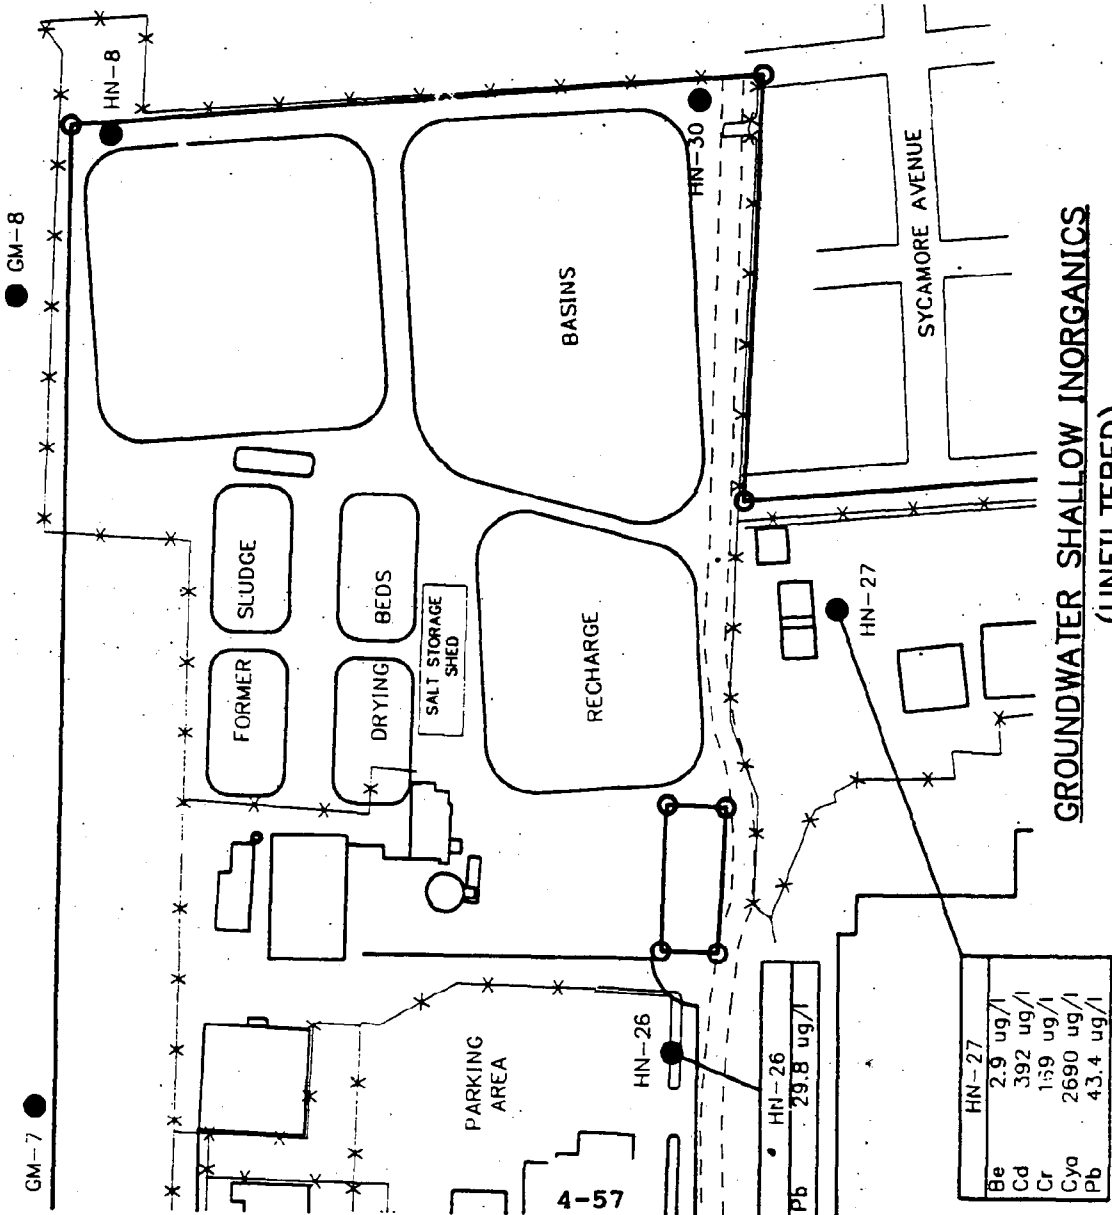 GM-8
HN-8
HN-30
BASINS
SYCAMORE AVENUE
SLUDGE
BEDS
FORMER
DRYING
SALT STORAGE
SHED
RECHARGE
HN-27
GM-7
HN-26
PARKING
AREA
4-57
HN-26
Pb 29.8 ug/l
HN-27
Be 2.9 ug/l
Cd 392 ug/l
Cr 159 ug/l
Cya 2690 ug/l
Pb 43.4 ug/l
GROUNDWATER SHALLOW INORGANICS
(UNFILTERED)